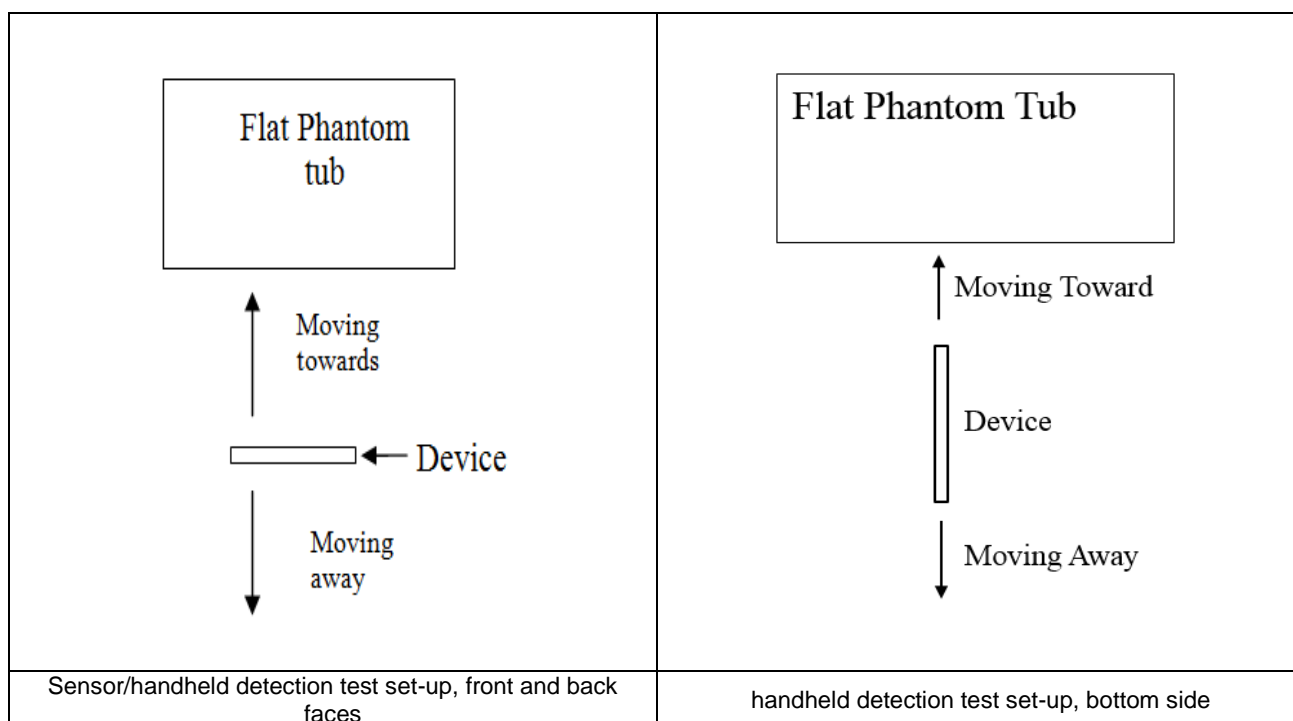 Flat Phantom
tub
Moving
towards
Device
Moving
away
Flat Phantom Tub
Moving Toward
Device
Moving Away
Sensor/handheld detection test set-up, front and back
faces
handheld detection test set-up, bottom side